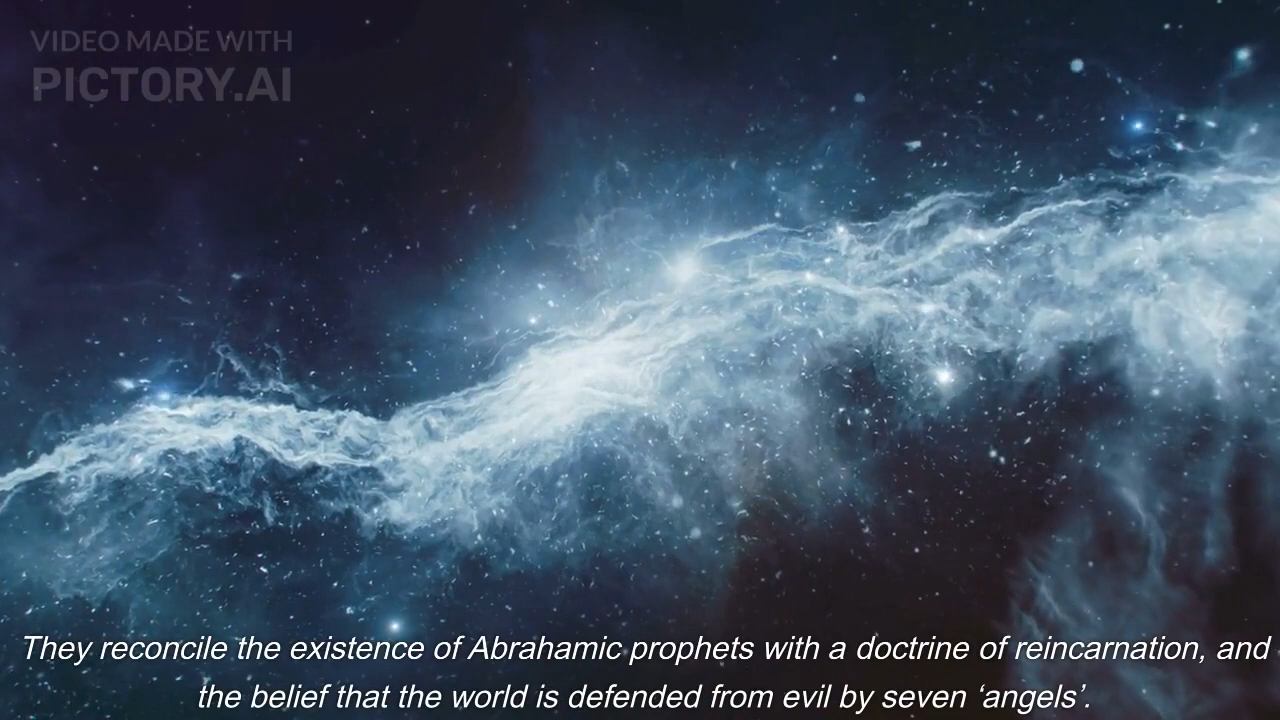 VIDEO MADE WITH
PICTORY.AI
They reconcile the existence of Abrahamic prophets with a doctrine of reincarnation, and
the belief that the world is defended from evil by seven ‘angels’.